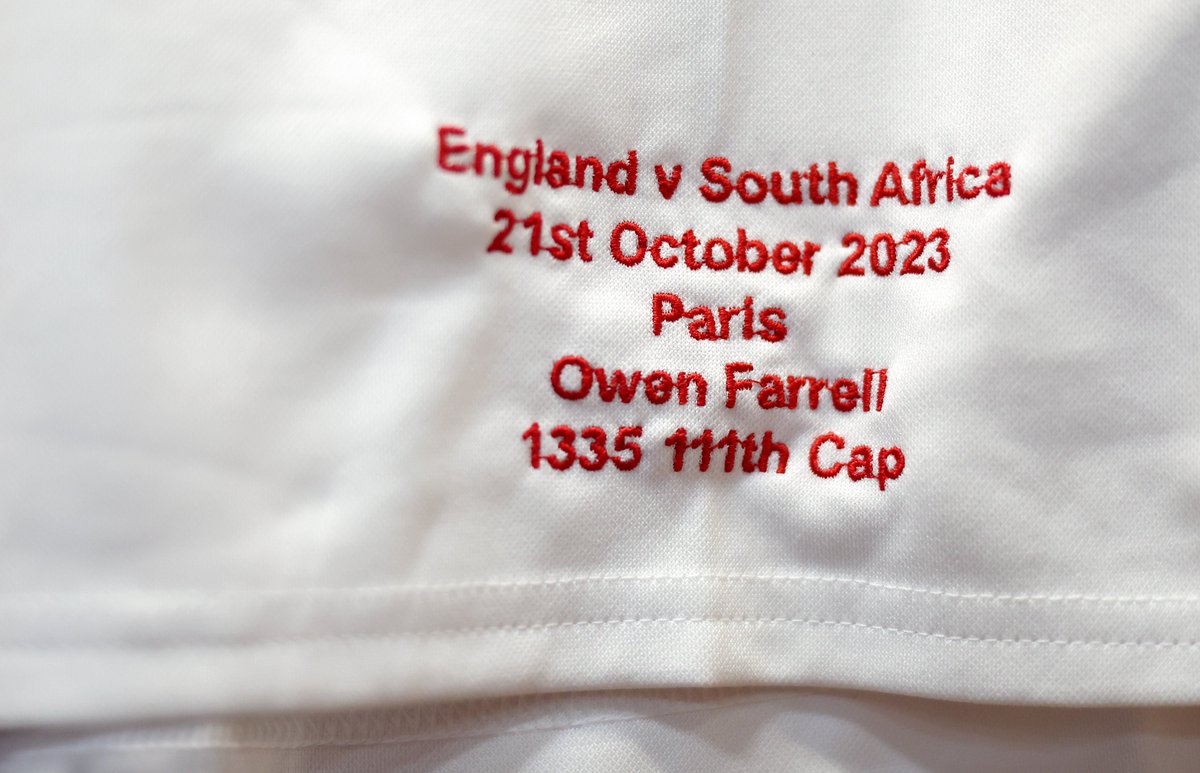 England v South Africa
21st October 2023
Paris
Owen Farrell
1335 111th Cap